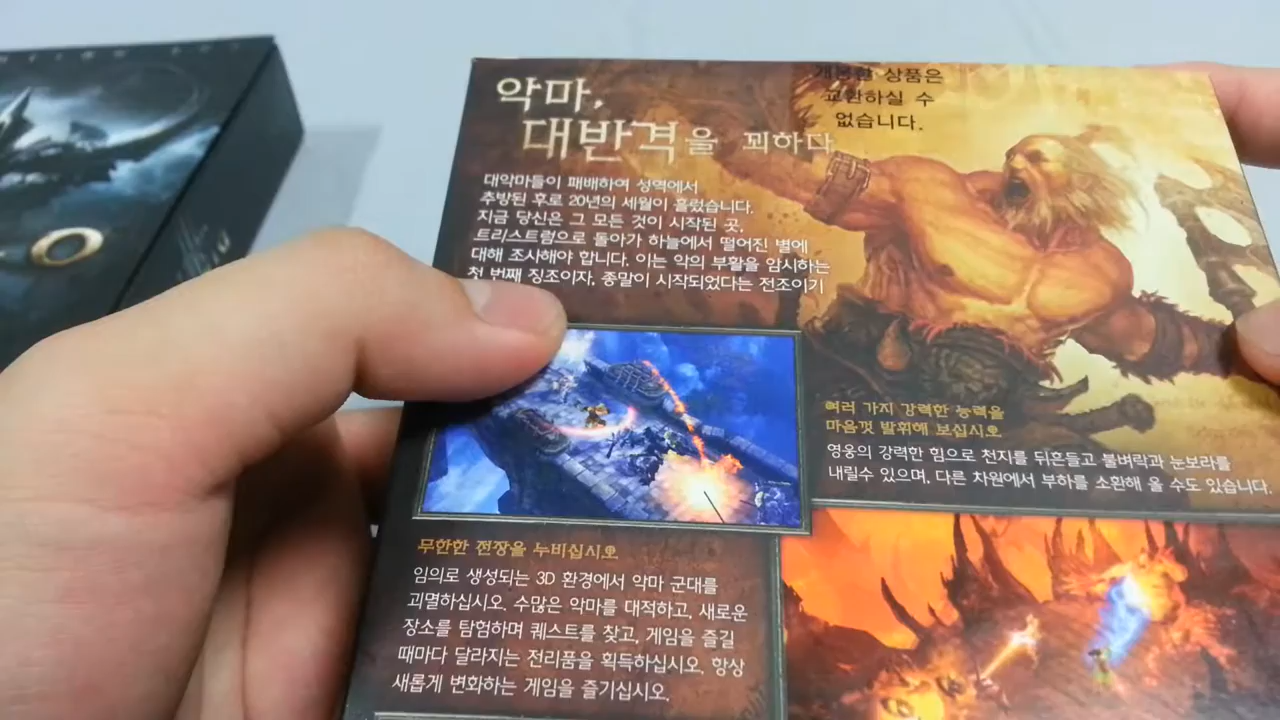 악마,
대반격을 꾀하다
개봉한 상품은
교환하실 수
없습니다.
대악마들이 패배하여 성역에서
추방된 후로 20년의 세월이 흘렀습니다.
지금 당신은 그 모든 것이 시작된 곳,
트리스트럼으로 돌아가 하늘에서 떨어진 별에
대해 조사해야 합니다. 이는 악의 부활을 암시하는
첫 번째 징조이자, 종말이 시작되었다는 전조이기
여러 가지 강력한 능력을
마음껏 발휘해 보십시오
영웅의 강력한 힘으로 천지를 뒤흔들고 불벼락과 눈보라를
내릴수 있으며, 다른 차원에서 부하를 소환해 올 수도 있습니다.
무한한 전장을 누비십시오
임의로 생성되는 3D 환경에서 악마 군대를
괴멸하십시오. 수많은 악마를 대적하고, 새로운
장소를 탐험하며 퀘스트를 찾고, 게임을 즐길
때마다 달라지는 전리품을 획득하십시오. 항상
새롭게 변화하는 게임을 즐기십시오.